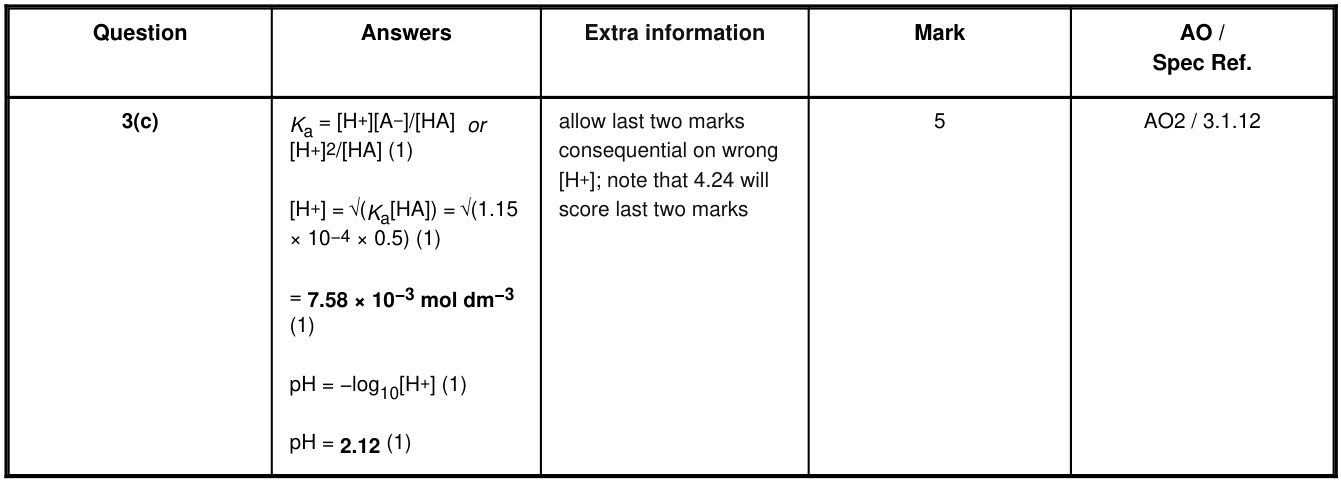 Question Answers Extra information Mark AO /
Spec Ref.
3(c) Kₐ = [H+][A−]/[HA] or allow last two marks 5 AO2 / 3.1.12
[H+]2/[HA] (1) consequential on wrong
[H+]; note that 4.24 will
[H+] = √(Kₐ[HA]) = √(1.15 score last two marks
× 10−4 × 0.5) (1)
= 7.58 × 10−3 mol dm−3
(1)
pH = −log10[H+] (1)
pH = 2.12 (1)